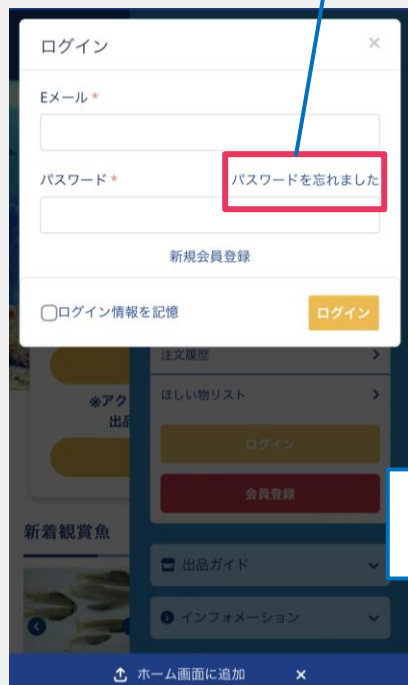 ログイン
×
Eメール *
パスワード *
パスワードを忘れました
新規会員登録
ログイン情報を記憶
ログイン
注文履歴
ほしい物リスト
※アク
出品
ログイン
会員登録
新着観賞魚
出品ガイド
インフォメーション
ホーム画面に追加
×